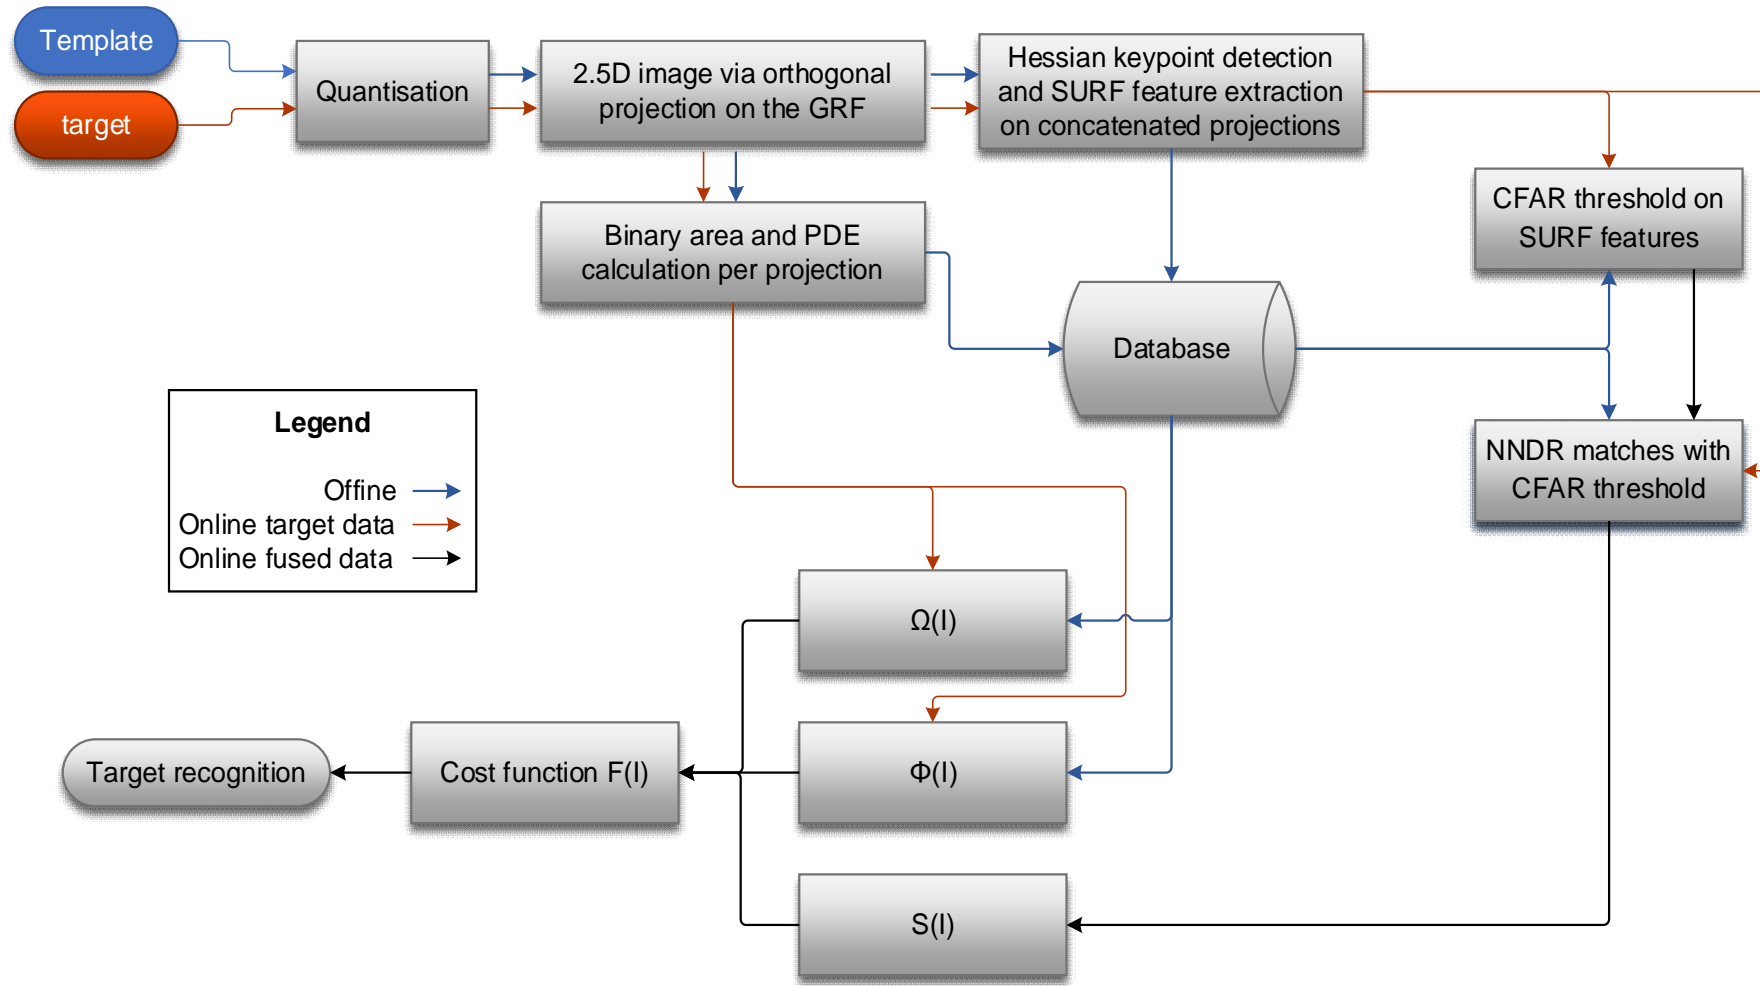 Template
target
Quantisation
2.5D image via orthogonal
projection on the GRF
Hessian keypoint detection
and SURF feature extraction
on concatenated projections
CFAR threshold on
SURF features
Binary area and PDE
calculation per projection
Database
NNDR matches with
CFAR threshold
Legend
Offine
Online target data
Online fused data
Ω(I)
Φ(I)
S(I)
Cost function F(I)
Target recognition